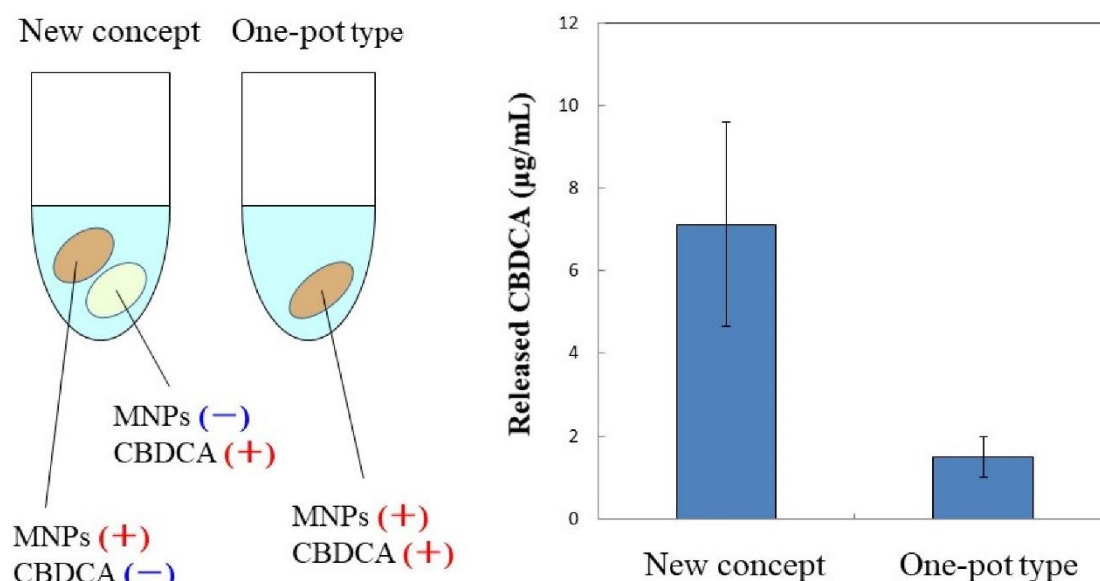 New concept One-pot type
MNPs (−)
CBDCA (+)
MNPs (+)
CBDCA (−)
MNPs (+)
CBDCA (+)
Released CBDCA (µg/mL)
12
10
8
6
4
2
0
New concept One-pot type